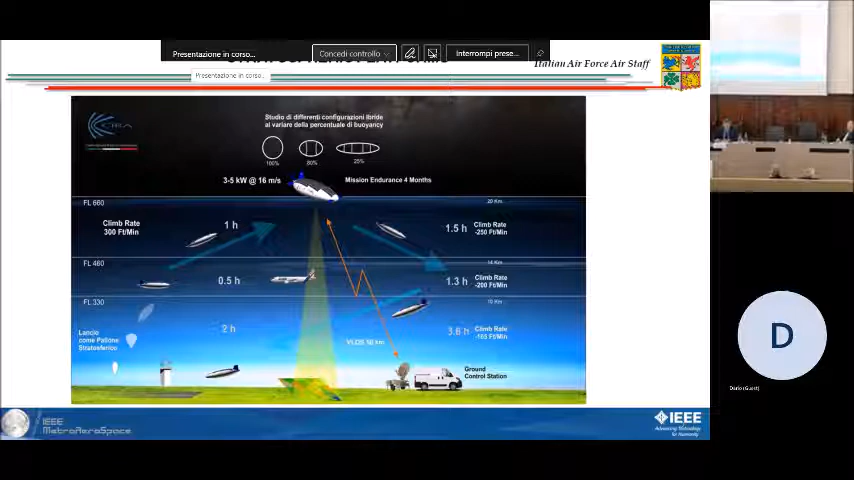 Presentazione in corso...
Concedi controllo
Interrompi prese...
Presentazione in corso...
Italian Air Force Air Staff
CIRA
Studio di differenti configurazioni ibride
al variare della percentuale di buoyancy
100%
80%
25%
3-5 kW @ 16 m/s
Mission Endurance 4 Months
FL 660
20 Km
Climb Rate
300 Ft/Min
1 h
1.5 h
Climb Rate
-250 Ft/Min
FL 460
14 Km
0.5 h
1.3 h
Climb Rate
-200 Ft/Min
FL 330
10 Km
2 h
3.6 h
Climb Rate
-165 Ft/Min
Lancio
come Pallone
Stratosferico
VLOS 50 km
Ground
Control Station
IEEE
MetroAeroSpace
IEEE
Advancing Technology
for Humanity
D
Dario (Guest)